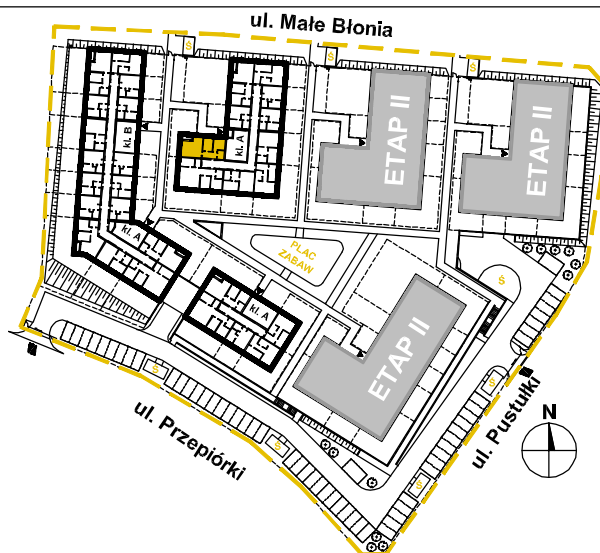 ul. Małe Błonia
Ś
Ś
Ś
kl. B
kl. A
ETAP II
ETAP II
kl. A
PLAC
ZABAW
Ś
kl. A
ETAP II
Ś
Ś
ul. Pustułki
ul. Przepiórki
N
Ś
Ś